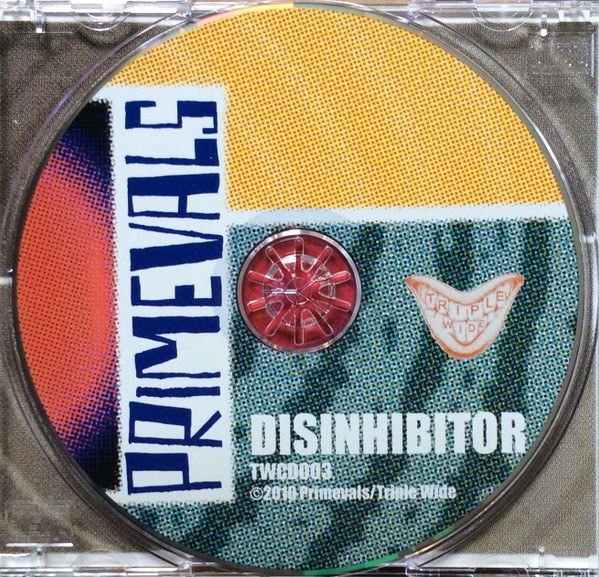 PRIMEVALS
TRIPLE
WIDE
DISINHIBITOR
TWCD003
©2010 Primevals/Triple Wide